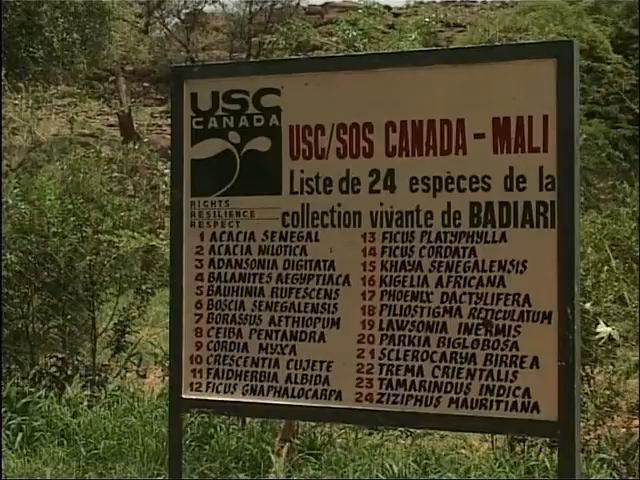 USC
CANADA
RIGHTS
RESILIENCE
RESPECT
USC/SOS CANADA - MALI
Liste de 24 espèces de la
collection vivante de BADIARI
1 ACACIA SENEGAL
2 ACACIA NILOTICA
3 ADANSONIA DIGITATA
4 BALANITES AEGYPTIACA
5 BAUHINIA RUFESCENS
6 BOSCIA SENEGALENSIS
7 BORASSUS AETHIOPUM
8 CEIBA PENTANDRA
9 CORDIA MYXA
10 CRESCENTIA CUJETE
11 FAIDHERBIA ALBIDA
12 FICUS GNAPHALOCARPA
13 FICUS PLATYPHYLLA
14 FICUS CORDATA
15 KHAYA SENEGALENSIS
16 KIGELIA AFRICANA
17 PHOENIX DACTYLIFERA
18 PILIOSTIGMA RETICULATUM
19 LAWSONIA INERMIS
20 PARKIA BIGLOBOSA
21 SCLEROCARYA BIRREA
22 TREMA ORIENTALIS
23 TAMARINDUS INDICA
24 ZIZIPHUS MAURITIANA